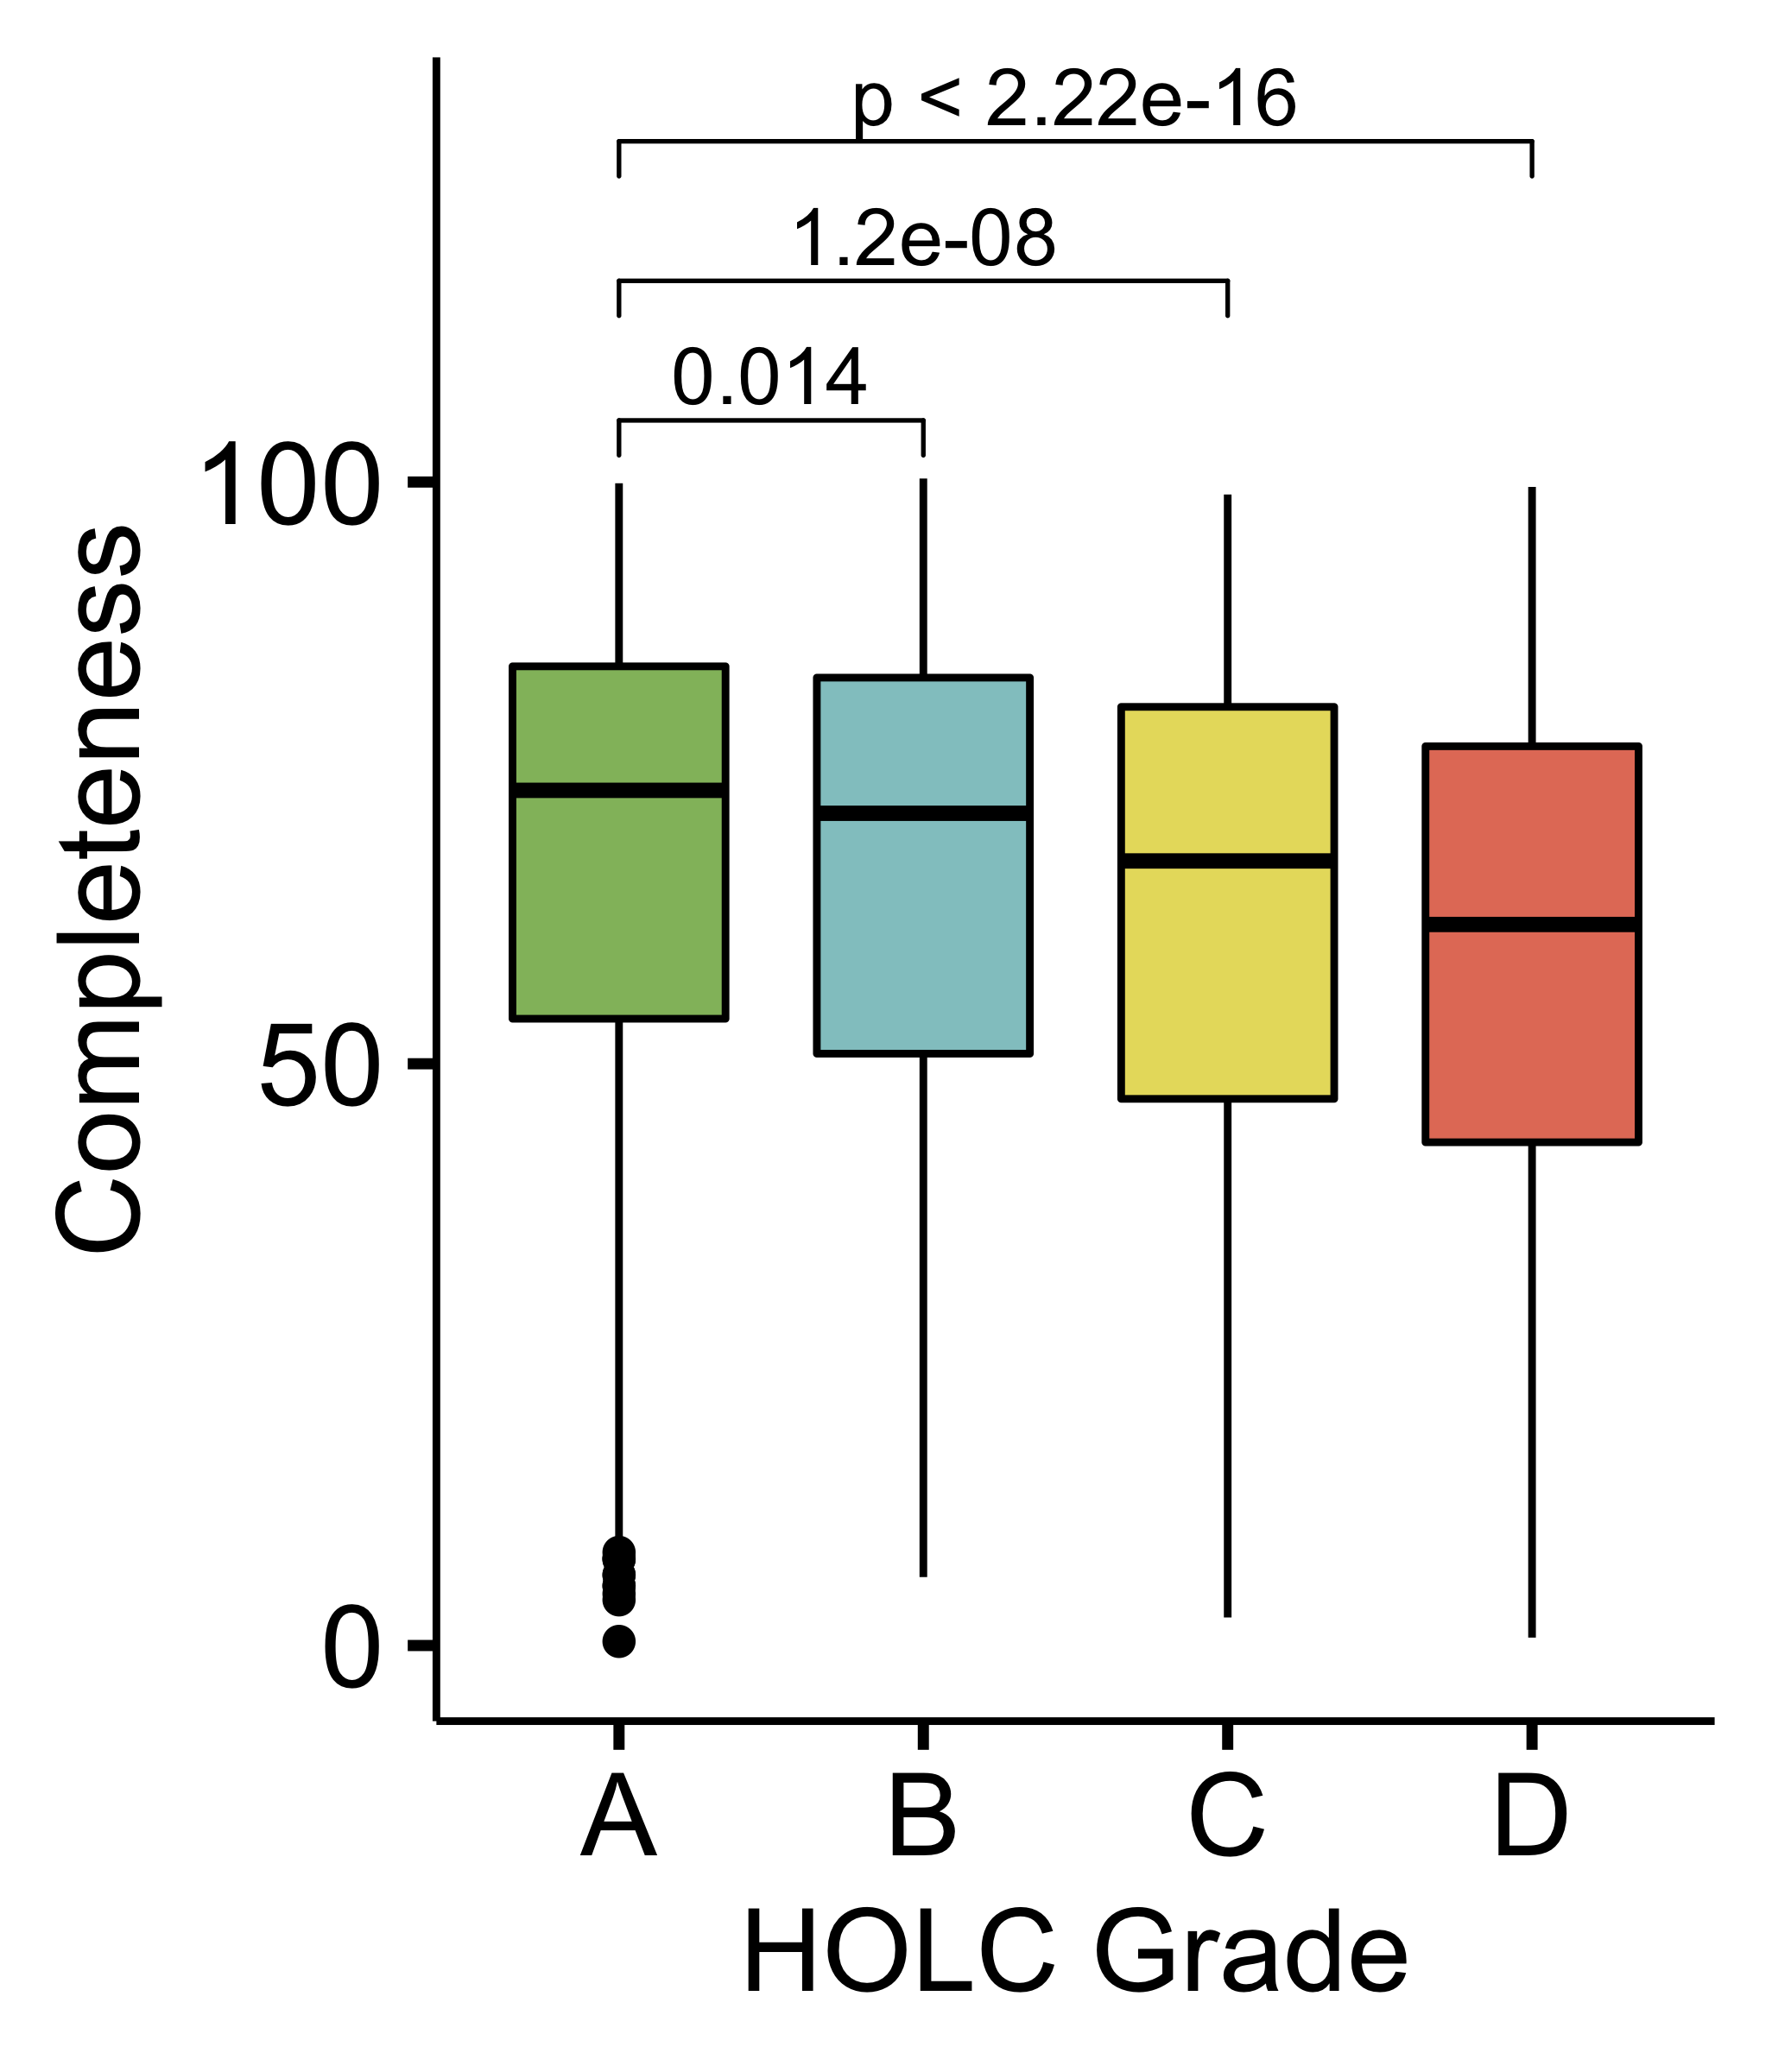 p < 2.22e-16
1.2e-08
0.014
100
50
0
Completeness
A B C D
HOLC Grade